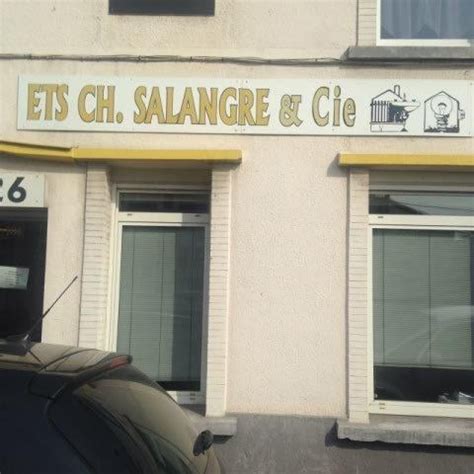 ETS CH. SALANGRE & Cie
26